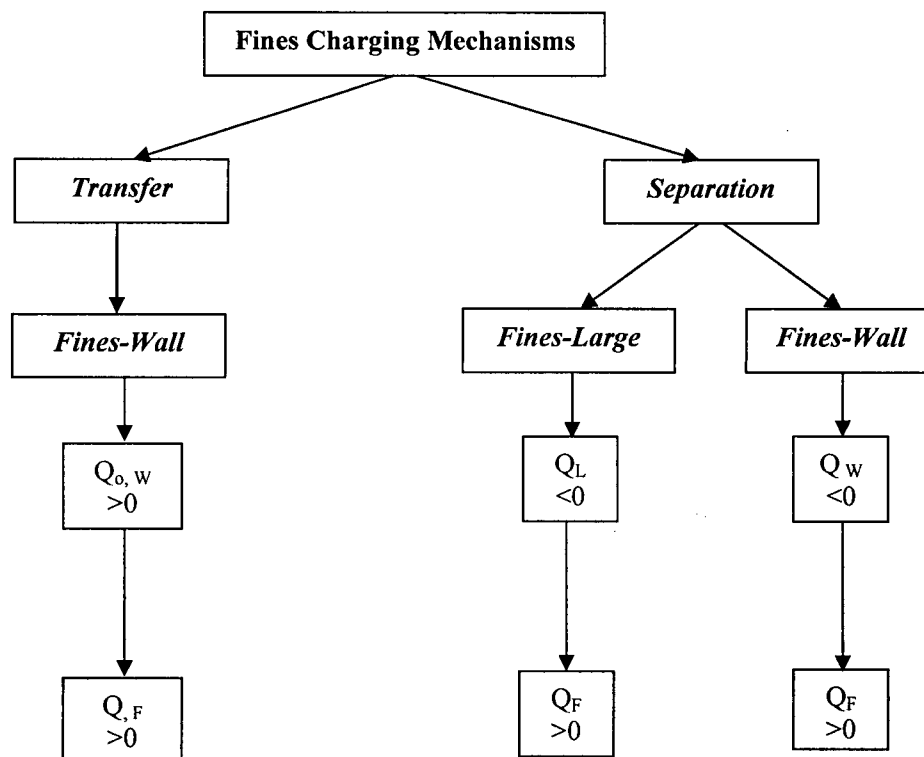 Fines Charging Mechanisms
Transfer
Separation
Fines-Wall
Fines-Large
Fines-Wall
Qo, W
>0
QL
<0
Q W
<0
Q, F
>0
QF
>0
QF
>0